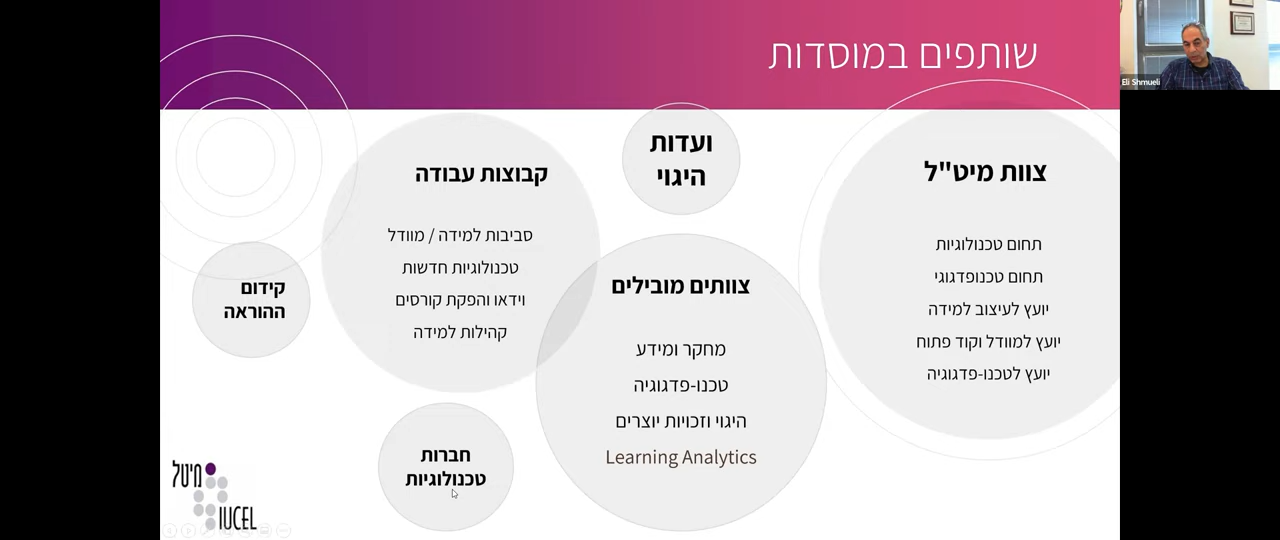 שותפים במוסדות
Eli Shmueli
צוות מיט"ל
תחום טכנולוגיות
תחום טכנופדגוגי
יועץ לעיצוב למידה
יועץ למוודל וקוד פתוח
יועץ לטכנו-פדגוגיה
ועדות
היגוי
צוותים מובילים
מחקר ומידע
טכנו-פדגוגיה
היגוי וזכויות יוצרים
Learning Analytics
קבוצות עבודה
סביבות למידה / מוודל
טכנולוגיות חדשות
וידאו והפקת קורסים
קהילות למידה
קידום
ההוראה
חברות
טכנולוגיות
מיטל
IUCEL